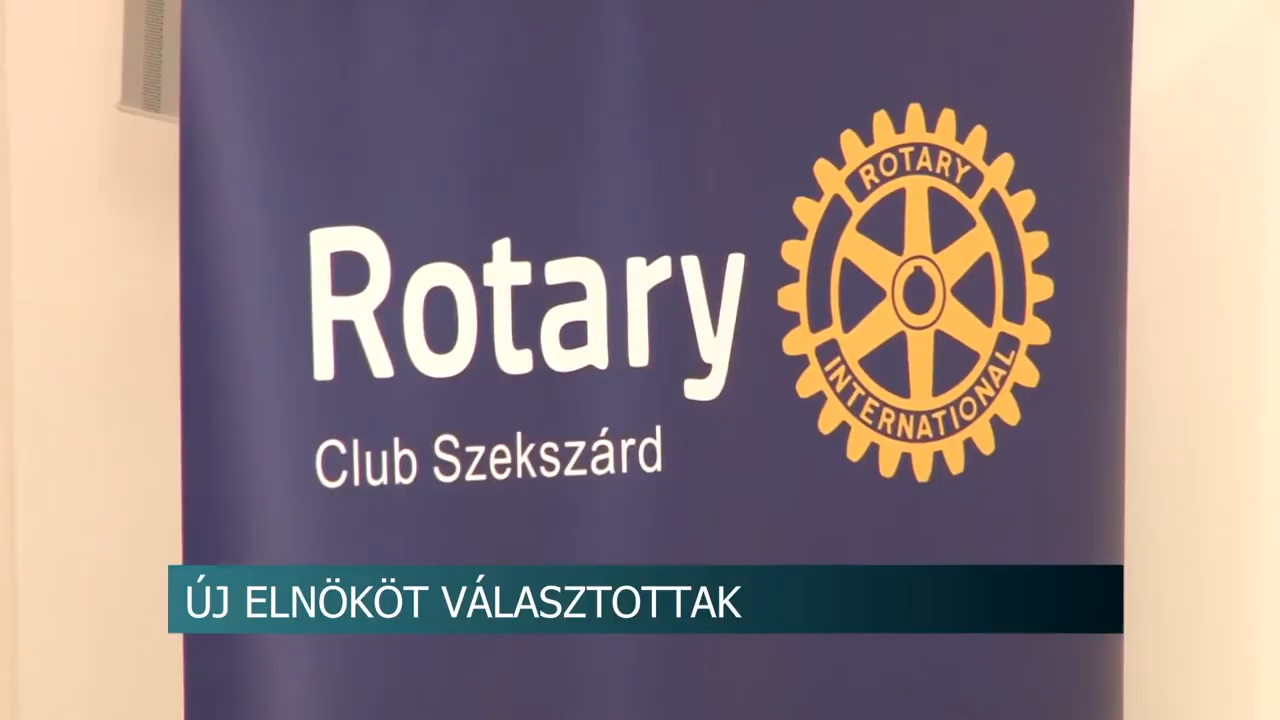 Rotary
Club Szekszárd
ROTARY
INTERNATIONAL
ÚJ ELNÖKÖT VÁLASZTOTTAK